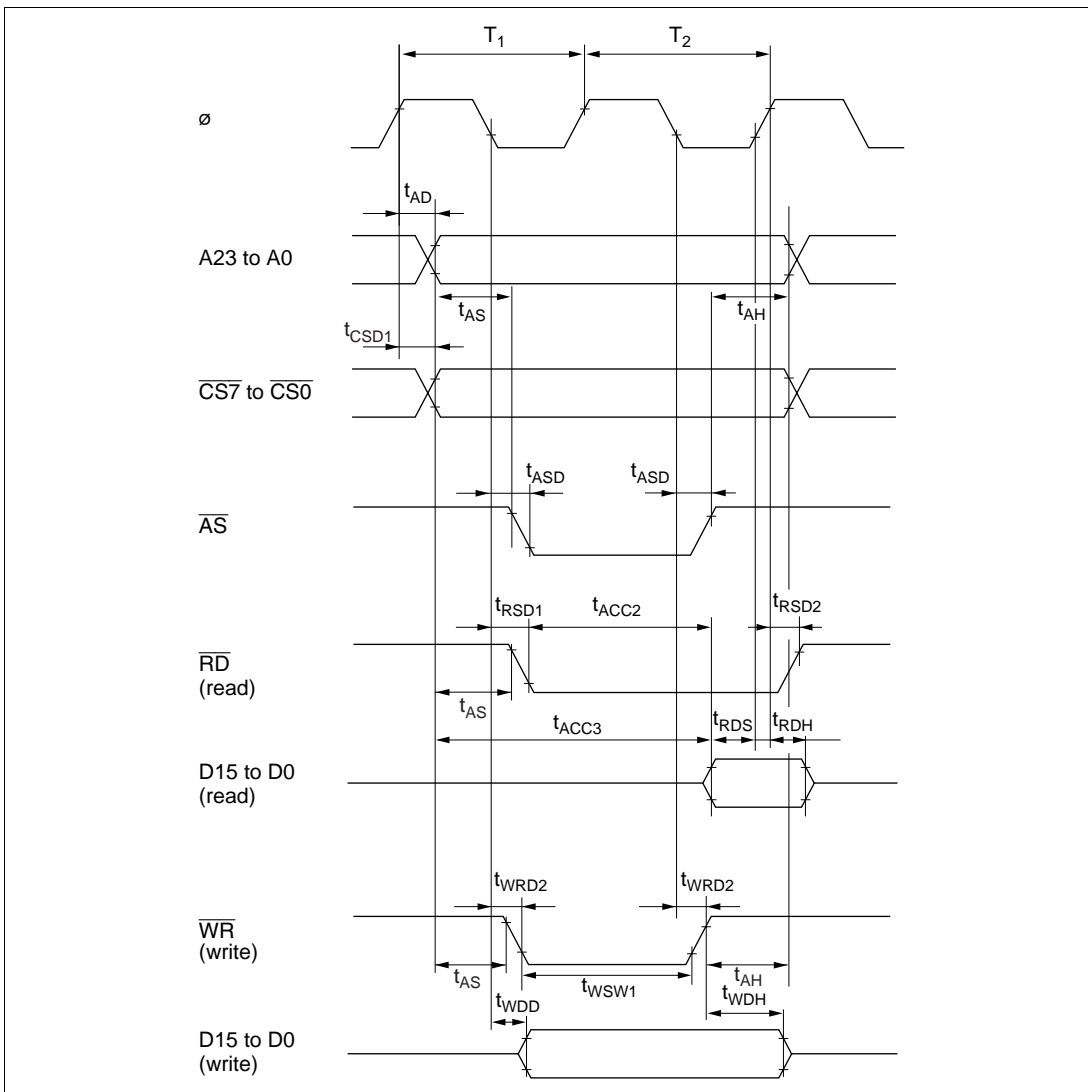 T1 T2
ø
tAD
A23 to A0
tAS tAH
tCSD1
CS7 to CS0
tASD tASD
AS
tRSD1 tACC2 tRSD2
RD
(read)
tAS
tACC3 tRDS tRDH
D15 to D0
(read)
tWRD2 tWRD2
WR
(write)
tAS tWSW1 tAH
tWDD tWDH
D15 to D0
(write)